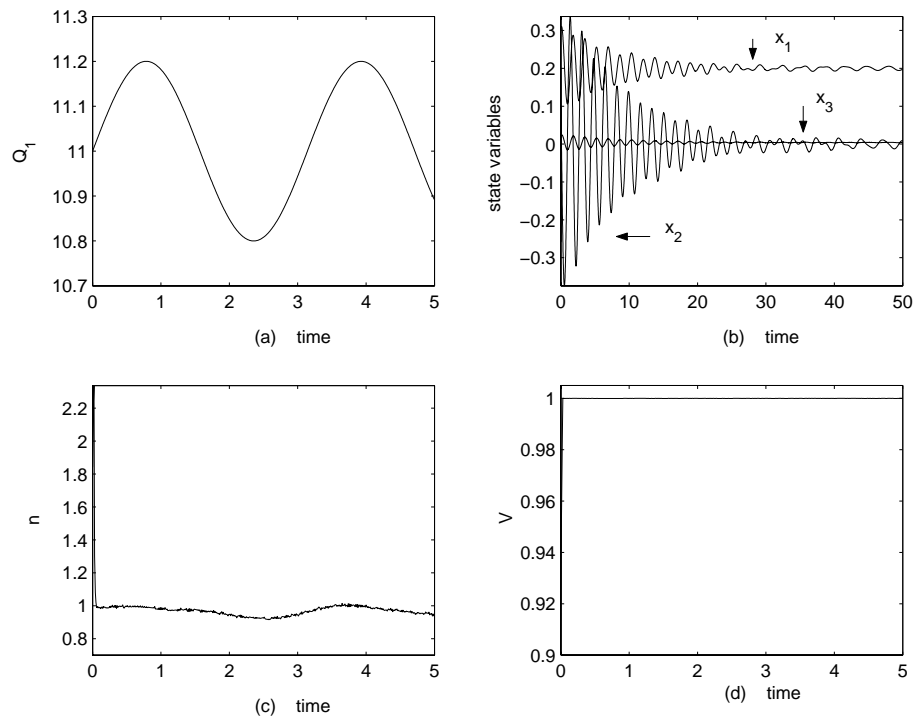 11.3
11.2
11.1
11
10.9
10.8
10.7
Q1
0 1 2 3 4 5
(a) time
0.3
0.2
0.1
0
−0.1
−0.2
−0.3
state variables
x1
x3
x2
0 10 20 30 40 50
(b) time
2.2
2
1.8
1.6
1.4
1.2
1
0.8
n
0 1 2 3 4 5
(c) time
1
0.98
0.96
0.94
0.92
0.9
V
0 1 2 3 4 5
(d) time